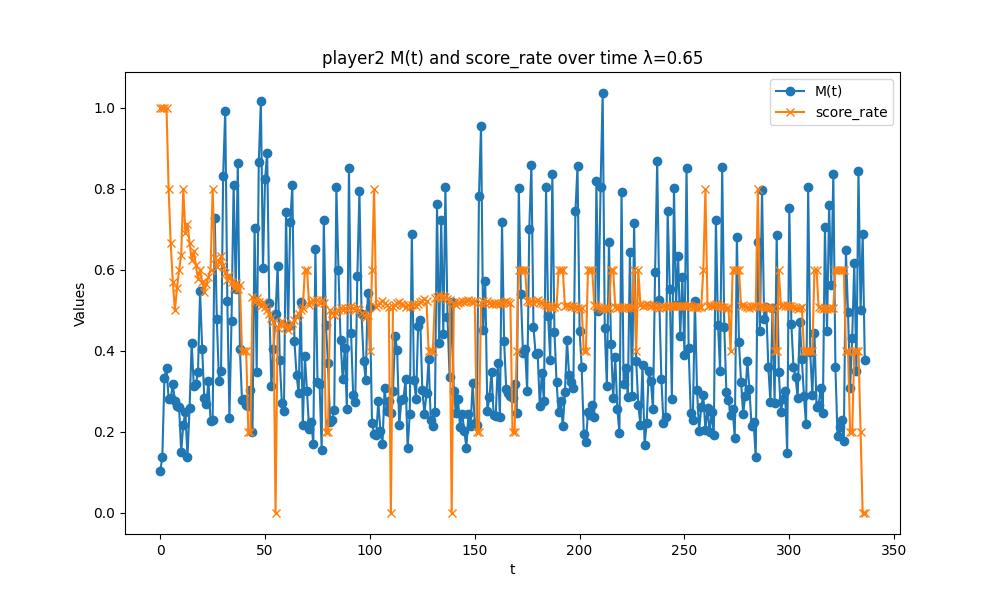 player2 M(t) and score_rate over time λ=0.65
M(t)
score_rate
Values
1.0
0.8
0.6
0.4
0.2
0.0
0 50 100 150 200 250 300 350
t